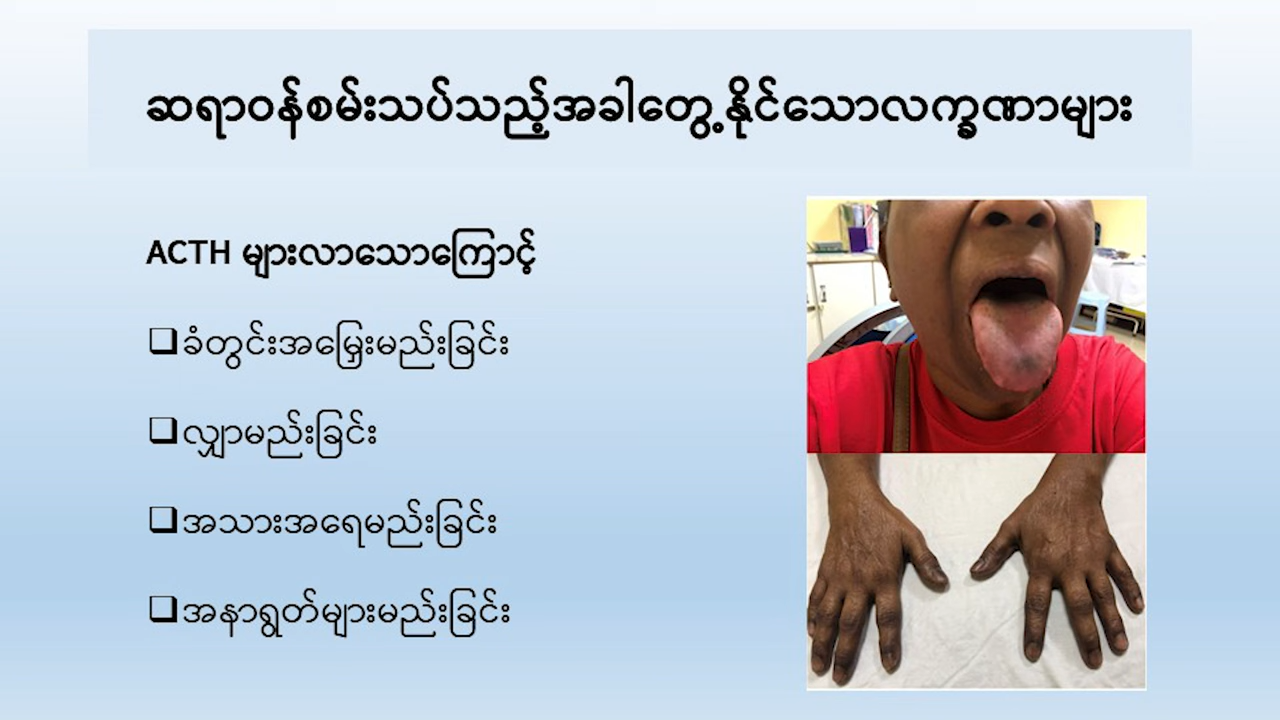 ဆရာဝန်စမ်းသပ်သည့်အခါတွေ့နိုင်သောလက္ခဏာများ
ACTH များလာသောကြောင့်
❑ခံတွင်းအမြှေးမည်းခြင်း
❑လျှာမည်းခြင်း
❑အသားအရေမည်းခြင်း
❑အနာရွတ်များမည်းခြင်း